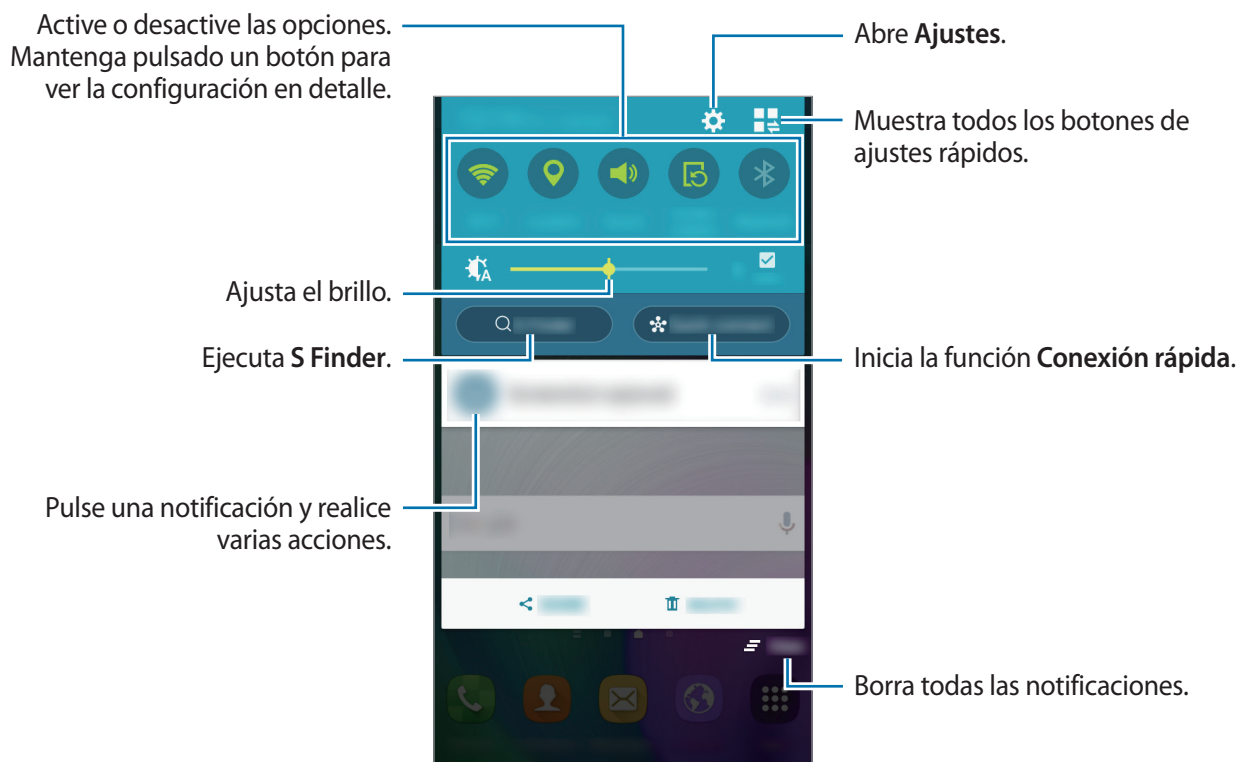 Active o desactive las opciones.
Mantenga pulsado un botón para
ver la configuración en detalle.
Abre Ajustes.
Muestra todos los botones de
ajustes rápidos.
Ajusta el brillo.
Ejecuta S Finder.
Inicia la función Conexión rápida.
Pulse una notificación y realice
varias acciones.
Borra todas las notificaciones.